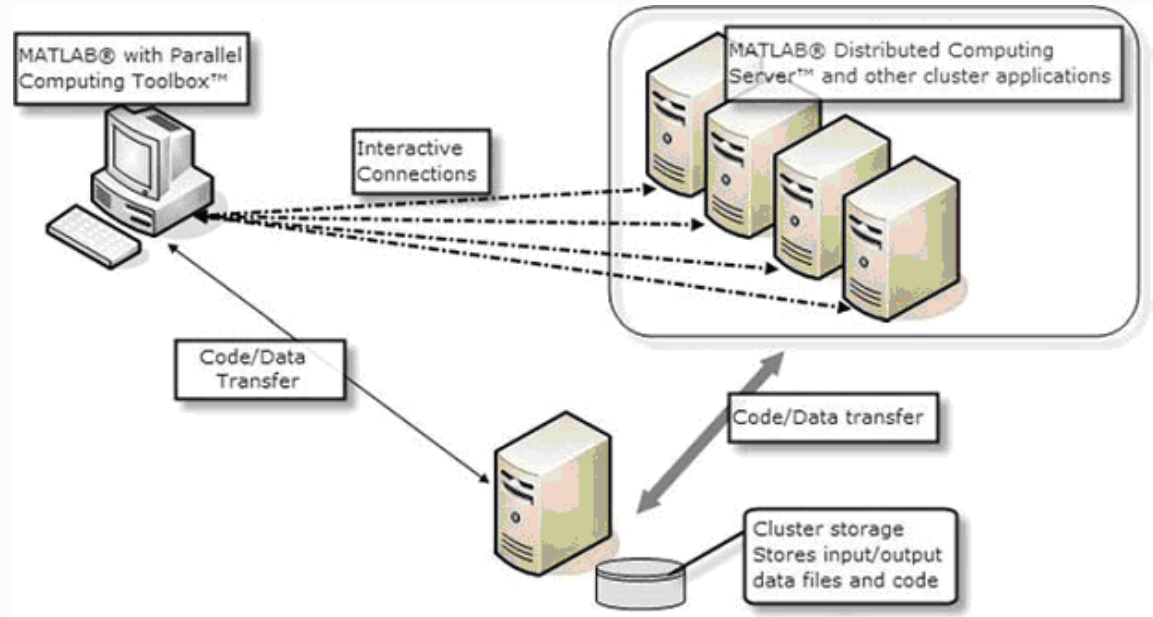 MATLAB® with Parallel
Computing Toolbox™
MATLAB® Distributed Computing
Server™ and other cluster applications
Interactive
Connections
Code/Data
Transfer
Code/Data transfer
Cluster storage
Stores input/output
data files and code